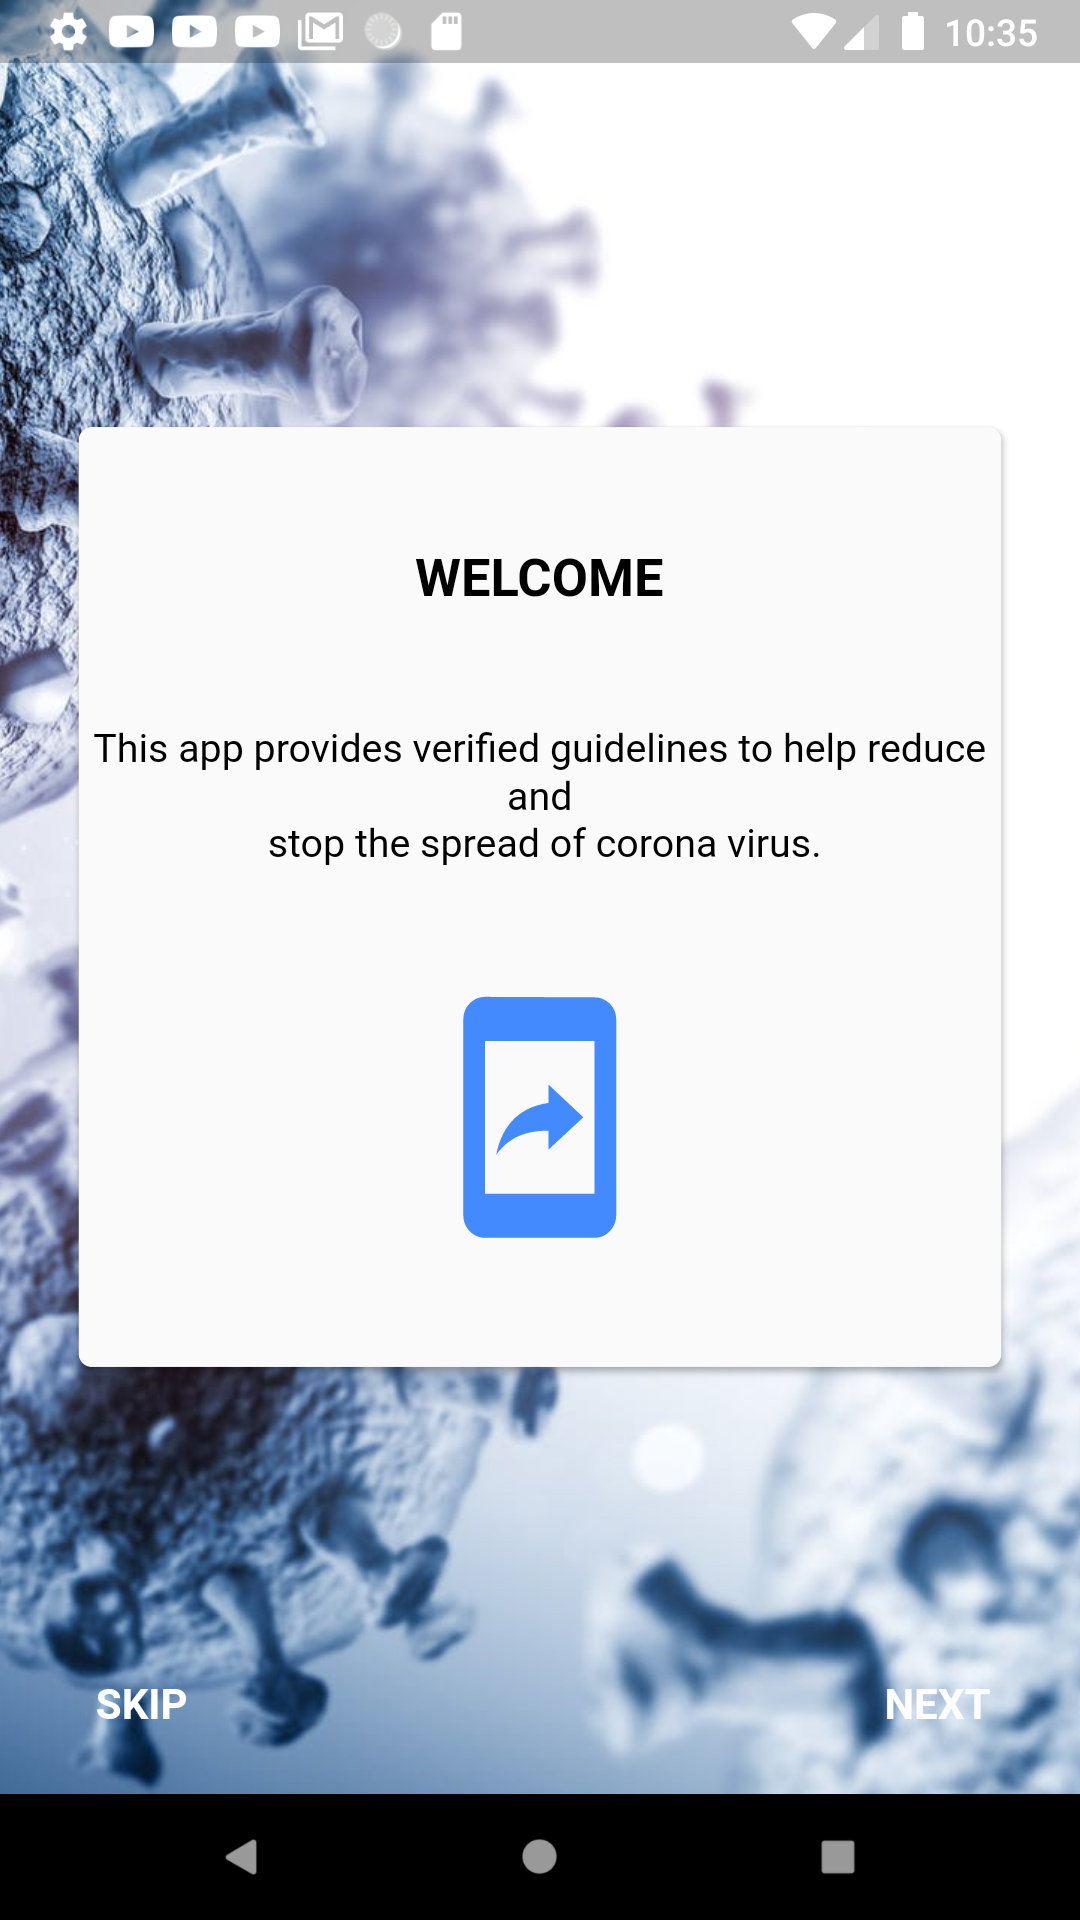 10:35
WELCOME
This app provides verified guidelines to help reduce
and
stop the spread of corona virus.
SKIP
NEXT